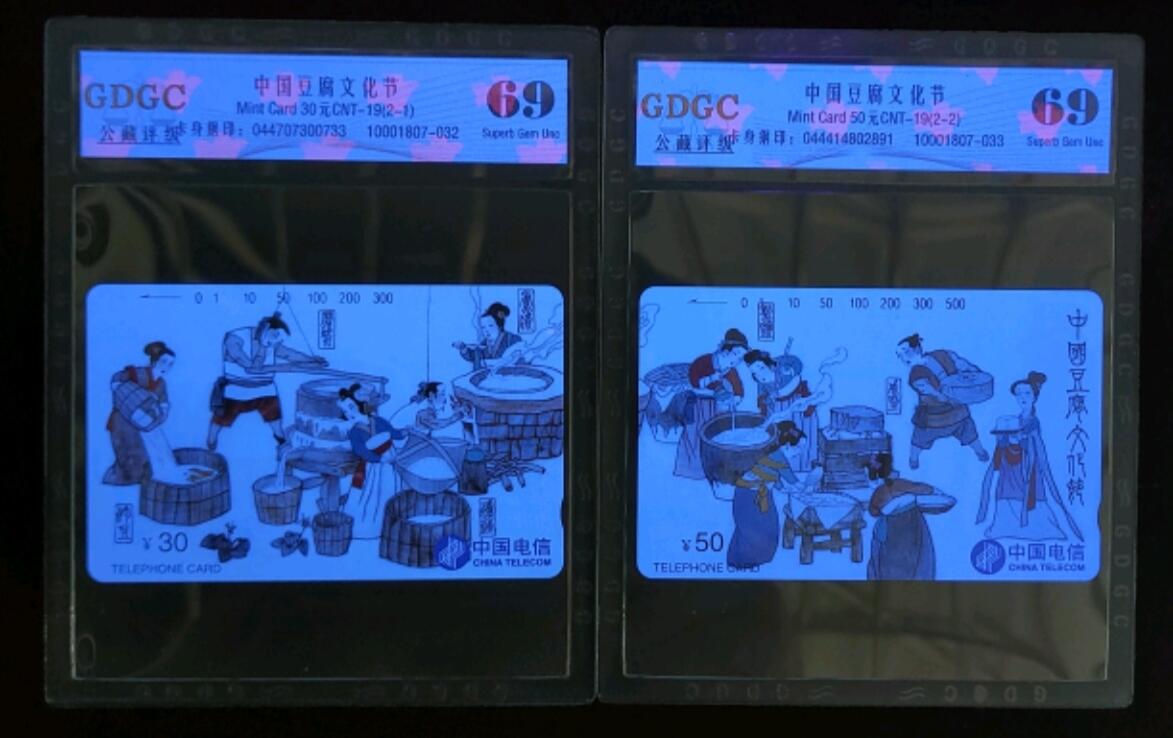 GDGC
公藏评级
中国豆腐文化节
Mint Card 30元CNT-19(2-1)
卡身捆印：044707300733 10001807-032
69
Superb Gem Unc
0 1 10 50 100 200 300
¥30
TELEPHONE CARD
中国电信
CHINA TELECOM
GDGC
公藏评级
中国豆腐文化节
Mint Card 50元CNT-19(2-2)
卡身捆印：044414802891 10001807-033
69
Superb Gem Unc
0 1 10 50 100 200 300 500
中國豆腐文化節
¥50
TELEPHONE CARD
中国电信
CHINA TELECOM